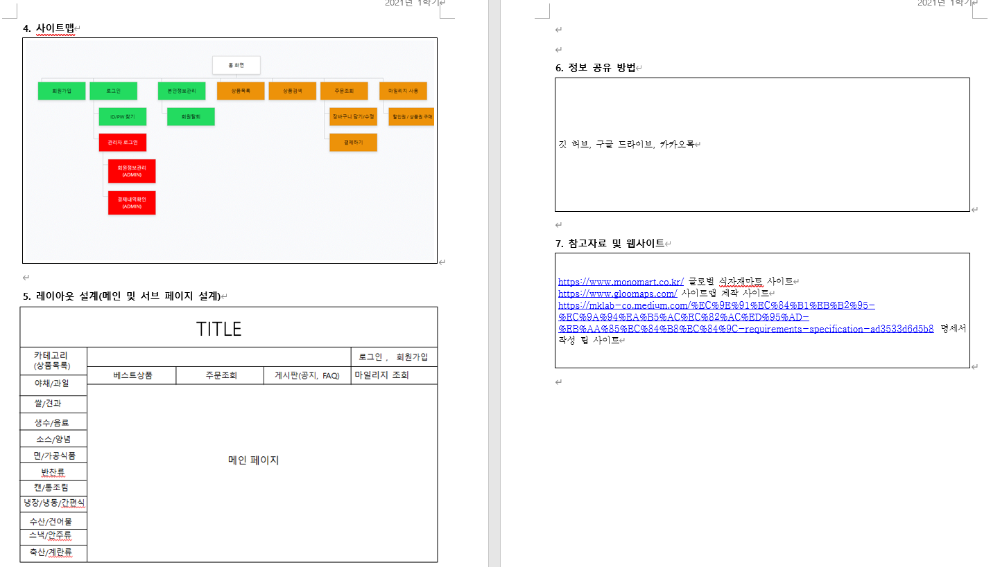 2021년 1학기
4. 사이트맵
홈 화면
회원가입
로그인
본인정보관리
상품목록
상품검색
주문조회
마일리지 사용
ID/PW 찾기
회원탈퇴
장바구니 담기/수정
할인권 / 상품권 구매
관리자 로그인
결제하기
회원정보관리
(ADMIN)
결제내역확인
(ADMIN)
5. 레이아웃 설계(메인 및 서브 페이지 설계)
TITLE
카테고리
(상품목록)
로그인 , 회원가입
베스트상품
주문조회
게시판(공지, FAQ)
마일리지 조회
야채/과일
쌀/견과
생수/음료
소스/양념
면/가공식품
반찬류
캔/통조림
냉장/냉동/간편식
수산/건어물
스낵/안주류
축산/계란류
메인 페이지
2021년 1학기
6. 정보 공유 방법
깃 허브, 구글 드라이브, 카카오톡
7. 참고자료 및 웹사이트
https://www.monomart.co.kr/ 글로벌 식자재마트 사이트
https://www.gloomaps.com/ 사이트맵 제작 사이트
https://mklab-co.medium.com/%EC%9E%91%EC%84%B1%EB%B2%95-
%EC%9A%94%EA%B5%AC%EC%82%AC%ED%95%AD-
%EB%AA%85%EC%84%B8%EC%84%9C-requirements-specification-ad3533d6d5b8 명세서
작성 팁 사이트